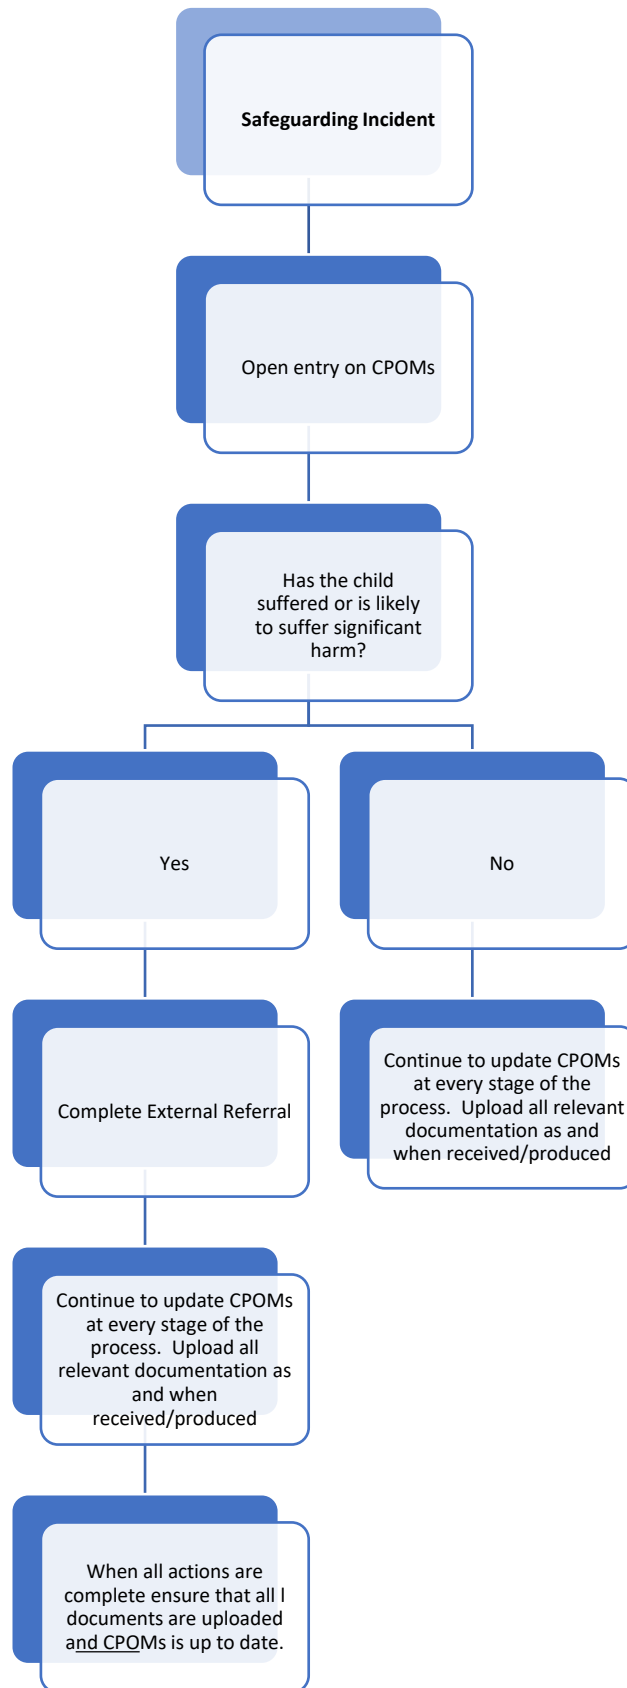 Safeguarding Incident
Open entry on CPOMs
Has the child
suffered or is likely
to suffer significant
harm?
Yes
No
Complete External Referral
Continue to update CPOMs
at every stage of the
process.  Upload all relevant
documentation as and
when received/produced
Continue to update CPOMs
at every stage of the
process.  Upload all
relevant documentation as
and when
received/produced
When all actions are
complete ensure that all l
documents are uploaded
and CPOMs is up to date.